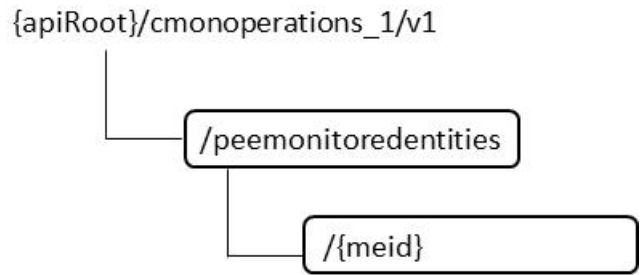 {apiRoot}/cmonoperations_1/v1
/peemonitoredentities
/{meid}